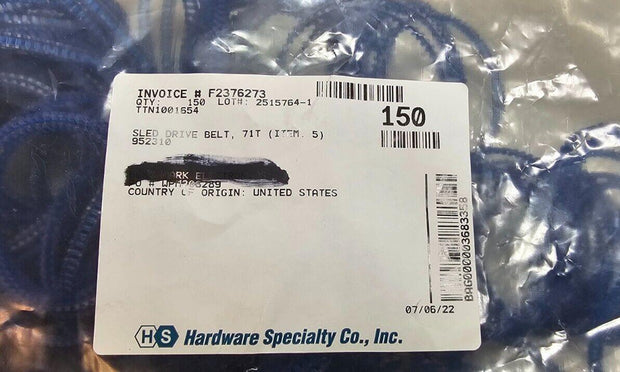 INVOICE # F2376273
QTY: 150 LOT#: 2515764-1
TTN1001654
150
SLED DRIVE BELT, 71T (ITEM. 5)
952310
COUNTRY OF ORIGIN: UNITED STATES
BAG000003683358
07/06/22
HS Hardware Specialty Co., Inc.